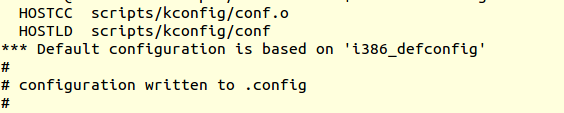 HOSTCC  scripts/kconfig/conf.o
HOSTLD  scripts/kconfig/conf
*** Default configuration is based on 'i386_defconfig'
#
# configuration written to .config
#